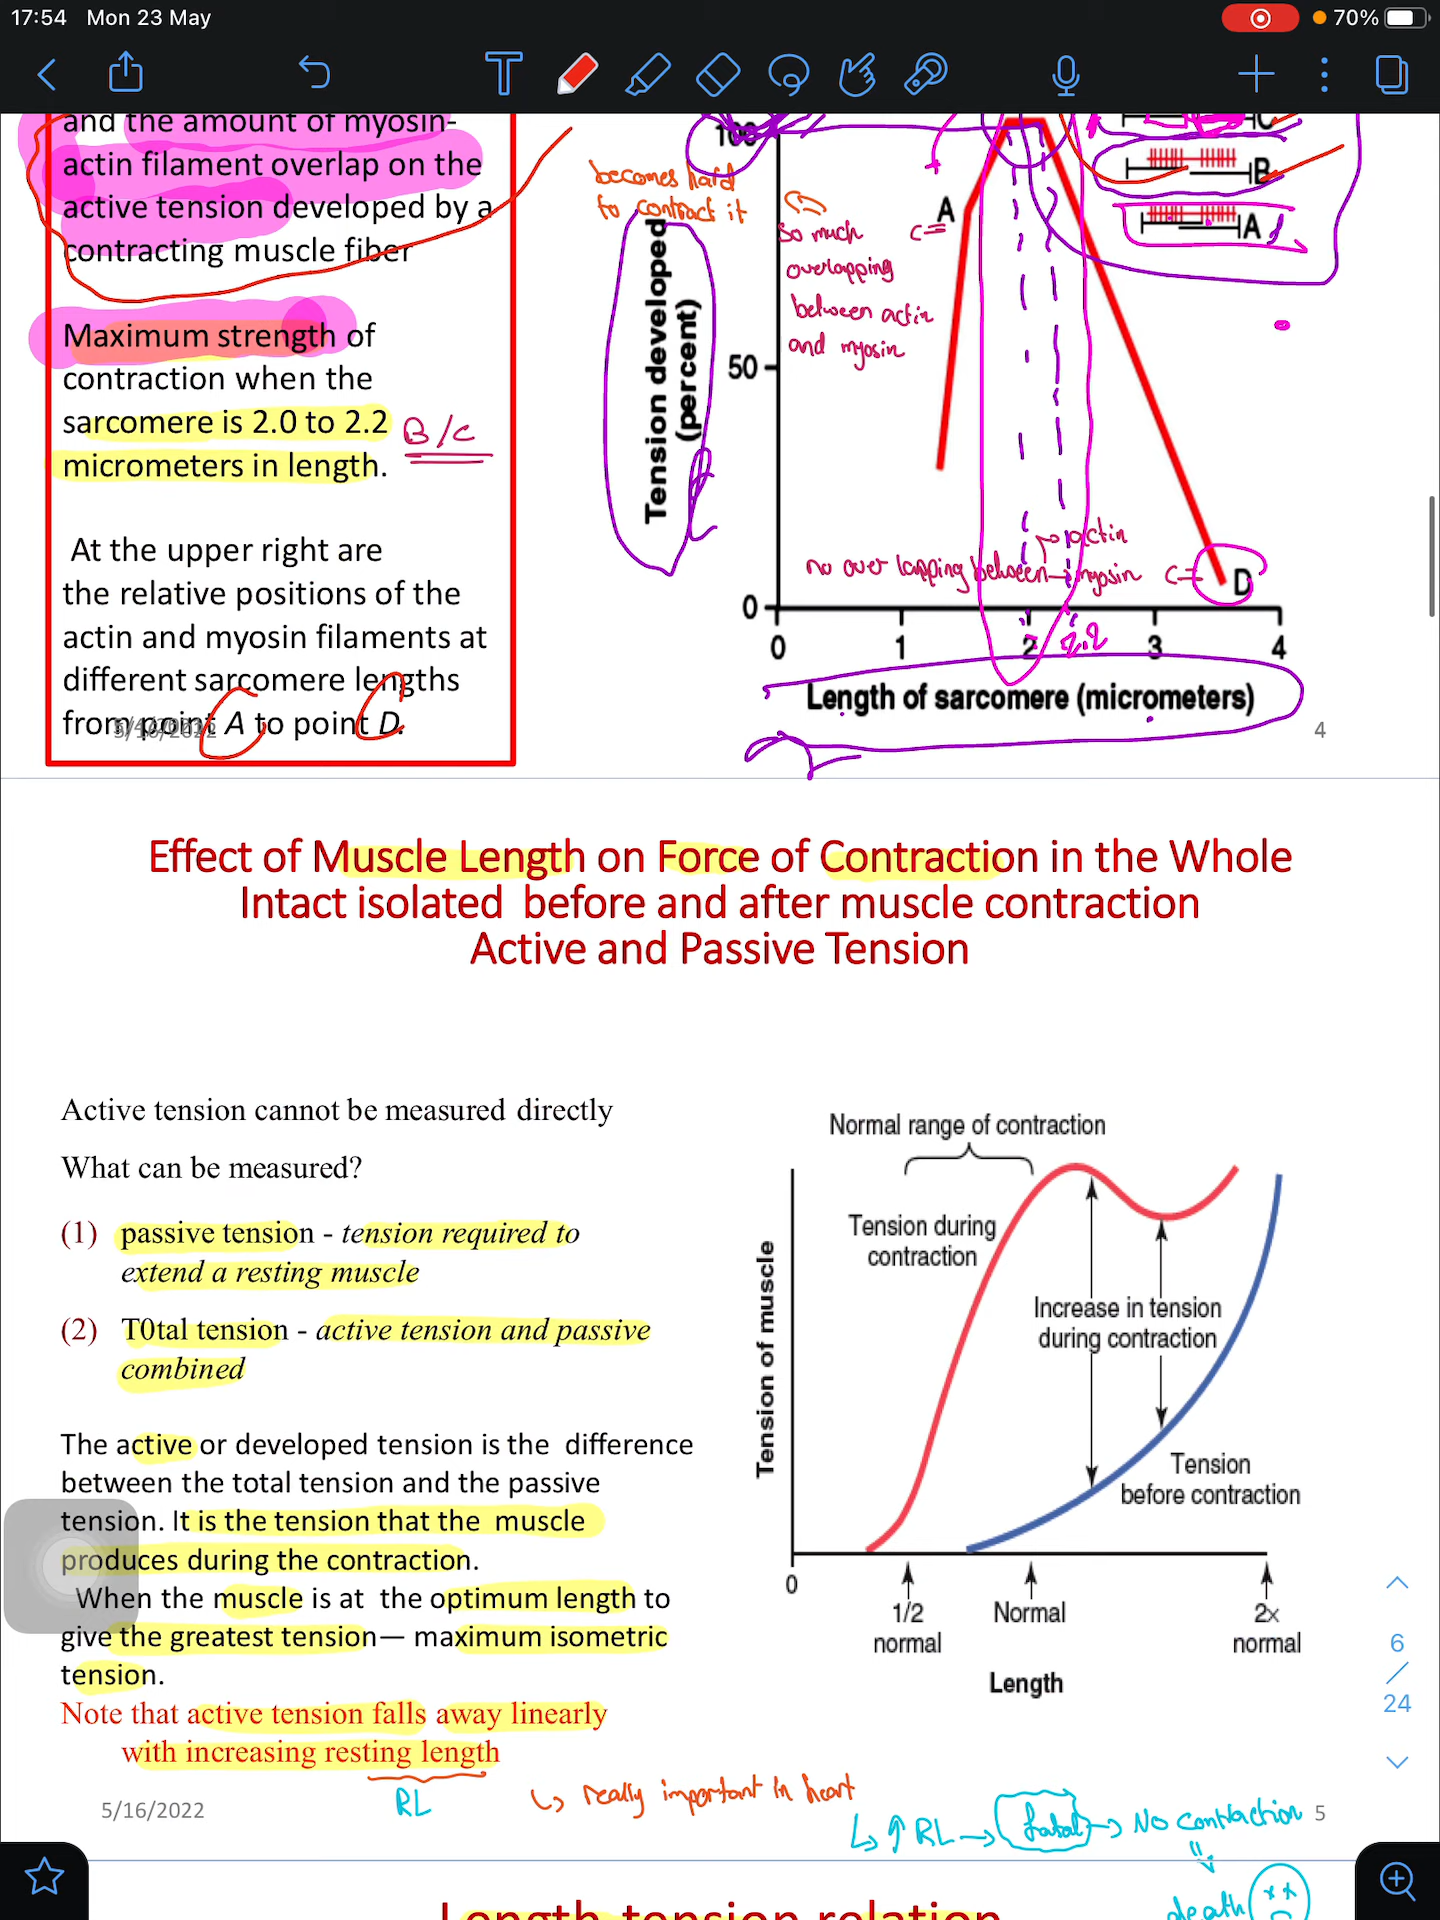 17:54 Mon 23 May
70%
and the amount of myosin-
actin filament overlap on the
active tension developed by a
contracting muscle fiber
Maximum strength of
contraction when the
sarcomere is 2.0 to 2.2
micrometers in length.
B/C
At the upper right are
the relative positions of the
actin and myosin filaments at
different sarcomere lengths
from point A to point D.
5/16/2022
becomes hard
to contract it
so much
overlapping
between actin
and myosin
Tension developed
(percent)
100
50
0
A
C
B
A
actin
no over lapping between myosin
D
0 1 2 2.2 3 4
Length of sarcomere (micrometers)
4
Effect of Muscle Length on Force of Contraction in the Whole
Intact isolated before and after muscle contraction
Active and Passive Tension
Active tension cannot be measured directly
What can be measured?
(1) passive tension - tension required to
extend a resting muscle
(2) T0tal tension - active tension and passive
combined
The active or developed tension is the difference
between the total tension and the passive
tension. It is the tension that the muscle
produces during the contraction.
When the muscle is at the optimum length to
give the greatest tension— maximum isometric
tension.
Note that active tension falls away linearly
with increasing resting length
RL
really important in heart
↑ RL → fatal → No contraction
death
5/16/2022
5
Normal range of contraction
Tension during
contraction
Increase in tension
during contraction
Tension
before contraction
Tension of muscle
0
1/2
normal
Normal
2x
normal
Length
6
/
24
Length tension relation